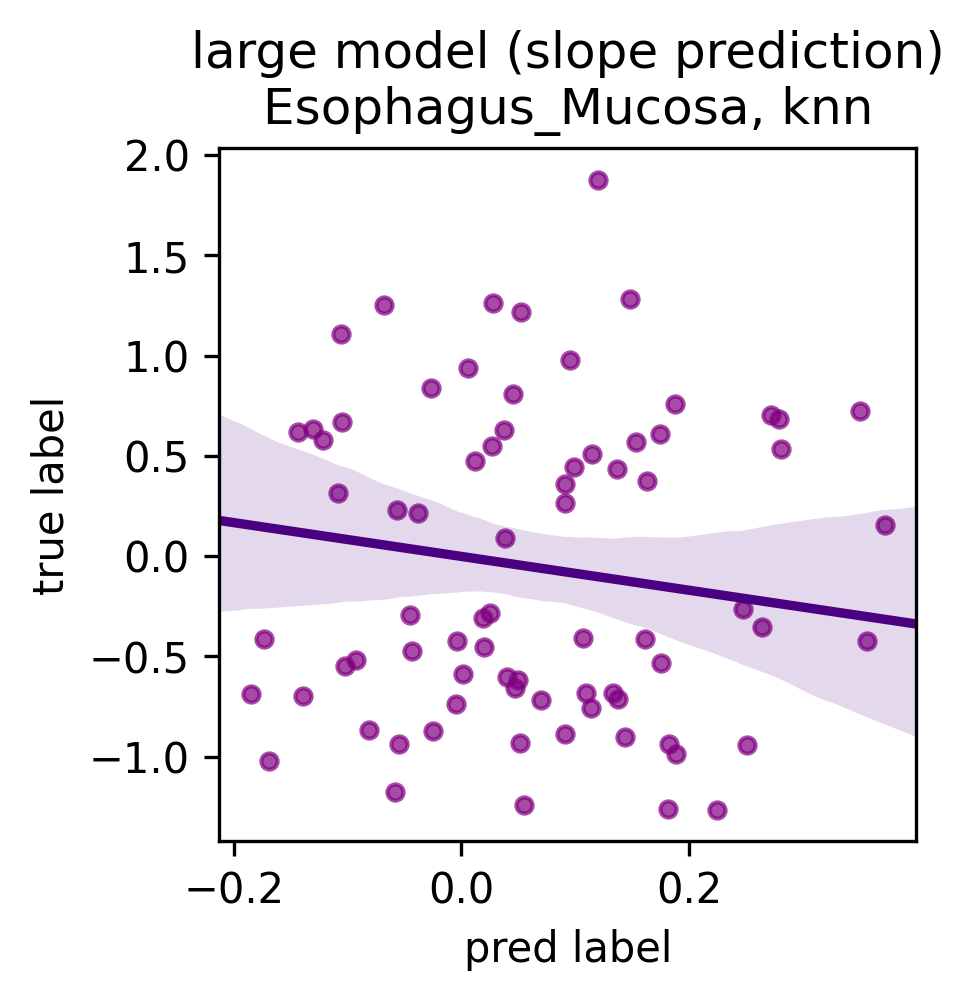 large model (slope prediction)
Esophagus_Mucosa, knn
2.0
1.5
1.0
0.5
0.0
−0.5
−1.0
true label
−0.2
0.0
0.2
pred label